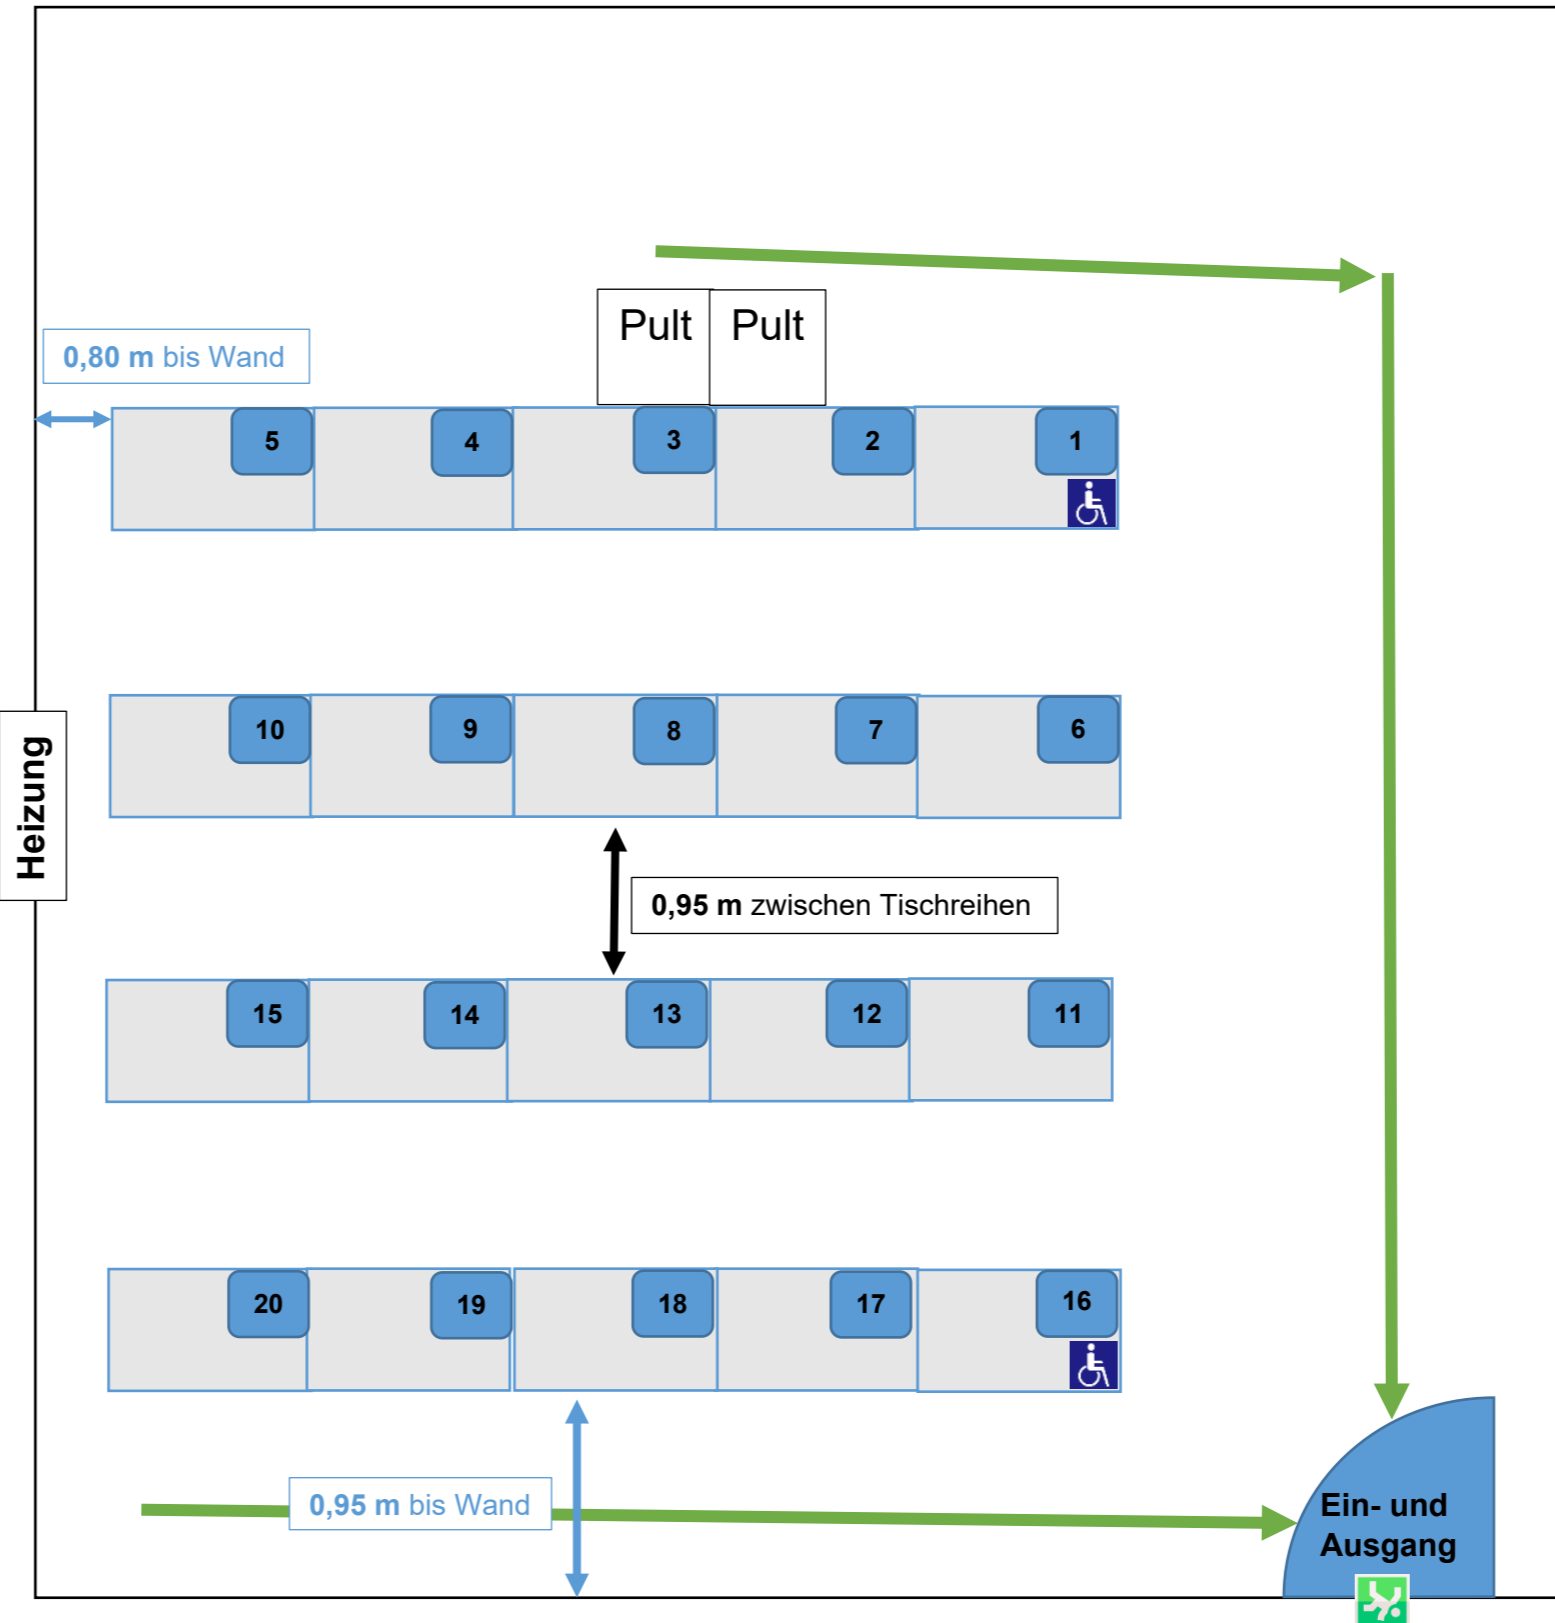 Pult Pult
0,80 m bis Wand
5 4 3 2 1
10 9 8 7 6
Heizung
0,95 m zwischen Tischreihen
15 14 13 12 11
20 19 18 17 16
0,95 m bis Wand
Ein- und
Ausgang